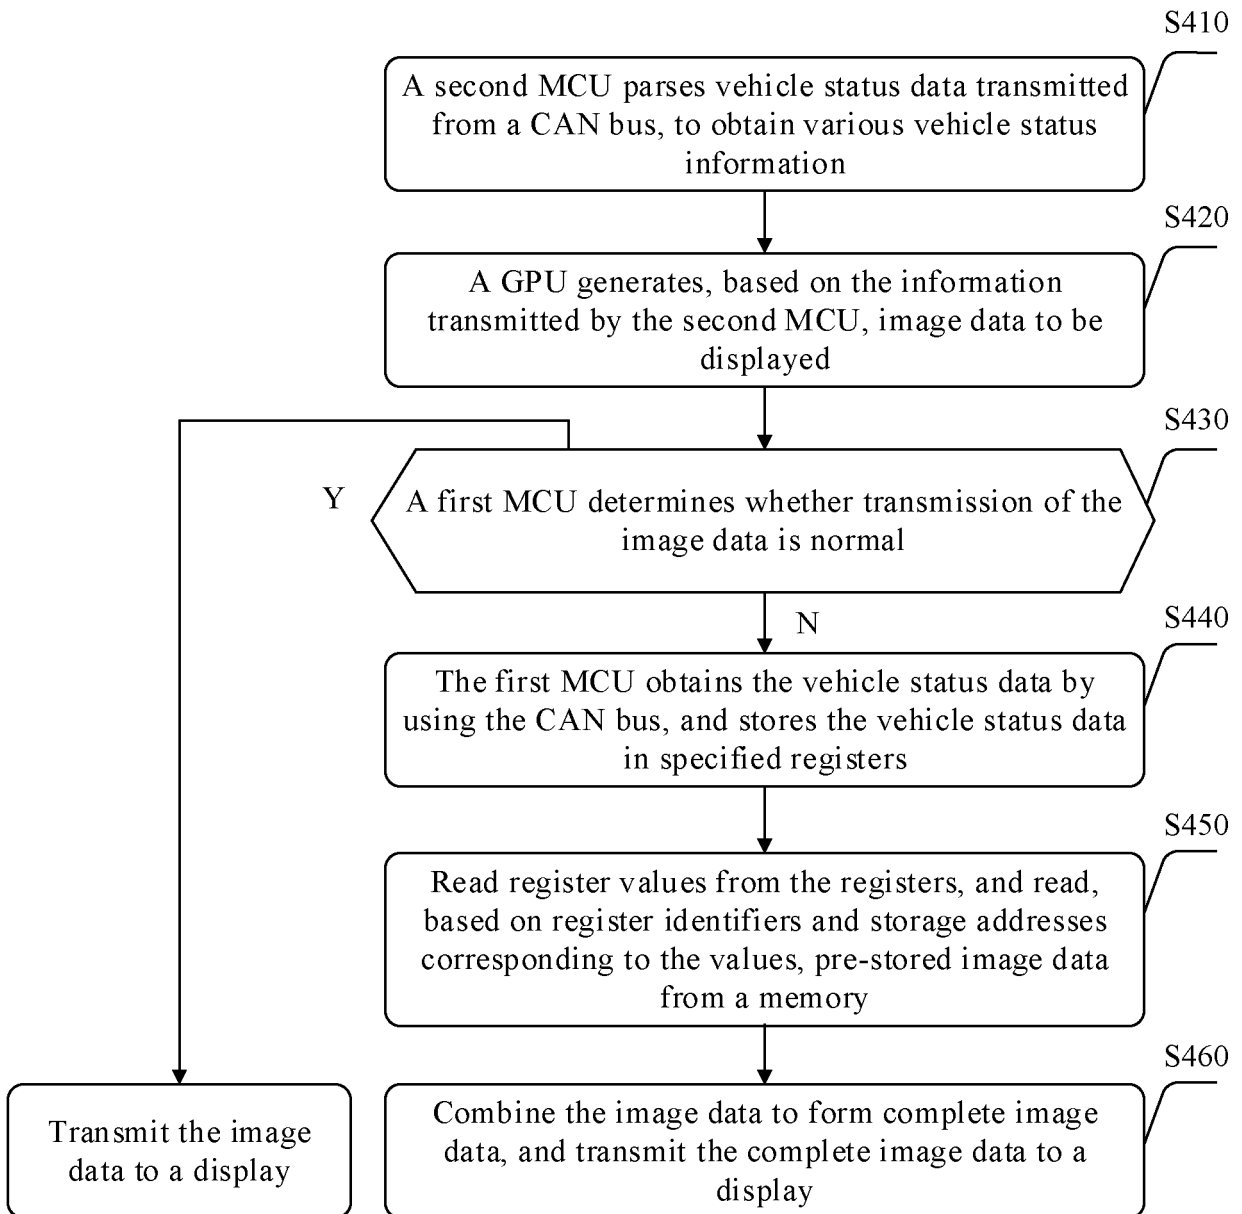 S410
A second MCU parses vehicle status data transmitted
from a CAN bus, to obtain various vehicle status
information
S420
A GPU generates, based on the information
transmitted by the second MCU, image data to be
displayed
S430
Y
A first MCU determines whether transmission of the
image data is normal
N
S440
The first MCU obtains the vehicle status data by
using the CAN bus, and stores the vehicle status data
in specified registers
S450
Read register values from the registers, and read,
based on register identifiers and storage addresses
corresponding to the values, pre-stored image data
from a memory
S460
Transmit the image
data to a display
Combine the image data to form complete image
data, and transmit the complete image data to a
display